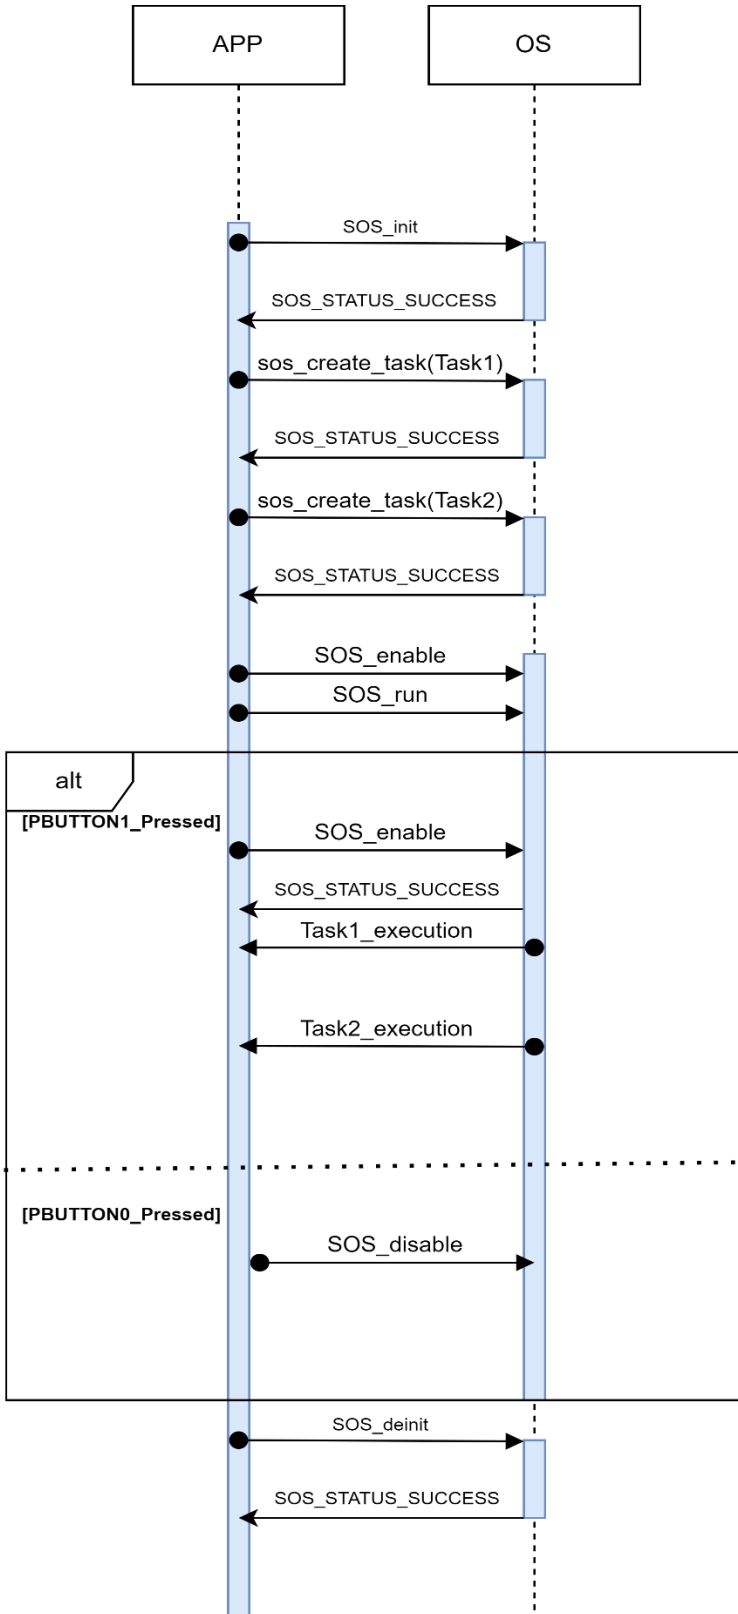 APP
OS
SOS_init
SOS_STATUS_SUCCESS
sos_create_task(Task1)
SOS_STATUS_SUCCESS
sos_create_task(Task2)
SOS_STATUS_SUCCESS
SOS_enable
SOS_run
alt
[PBUTTON1_Pressed]
SOS_enable
SOS_STATUS_SUCCESS
Task1_execution
Task2_execution
[PBUTTON0_Pressed]
SOS_disable
SOS_deinit
SOS_STATUS_SUCCESS